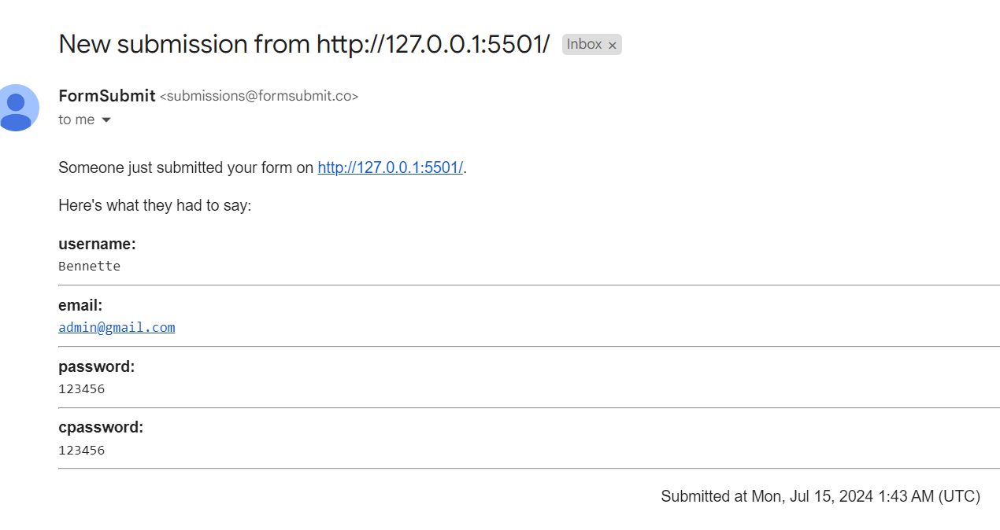 New submission from http://127.0.0.1:5501/ Inbox ×
FormSubmit <submissions@formsubmit.co>
to me
Someone just submitted your form on http://127.0.0.1:5501/.
Here's what they had to say:
username:
Bennette
email:
admin@gmail.com
password:
123456
cpassword:
123456
Submitted at Mon, Jul 15, 2024 1:43 AM (UTC)